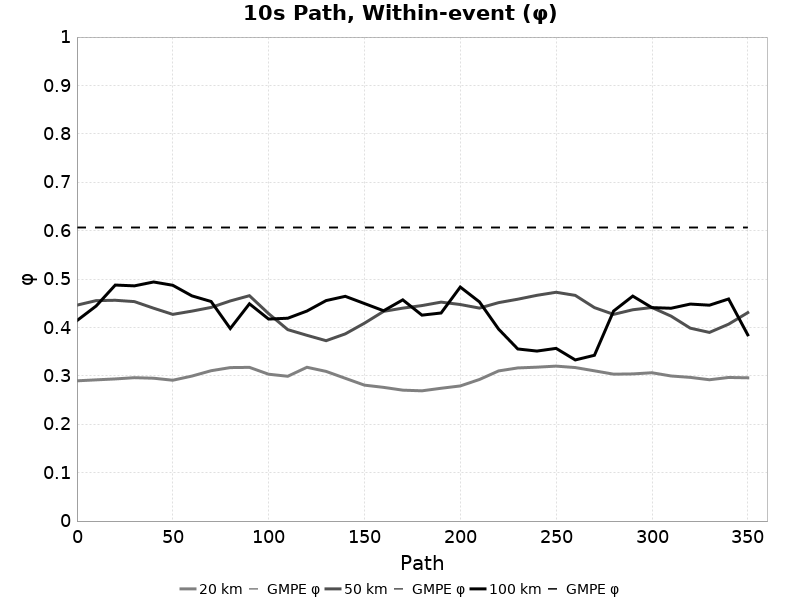 10s Path, Within-event (φ)
1
0.9
0.8
0.7
0.6
0.5
0.4
0.3
0.2
0.1
0
φ
0 50 100 150 200 250 300 350
Path
20 km GMPE φ 50 km GMPE φ 100 km GMPE φ